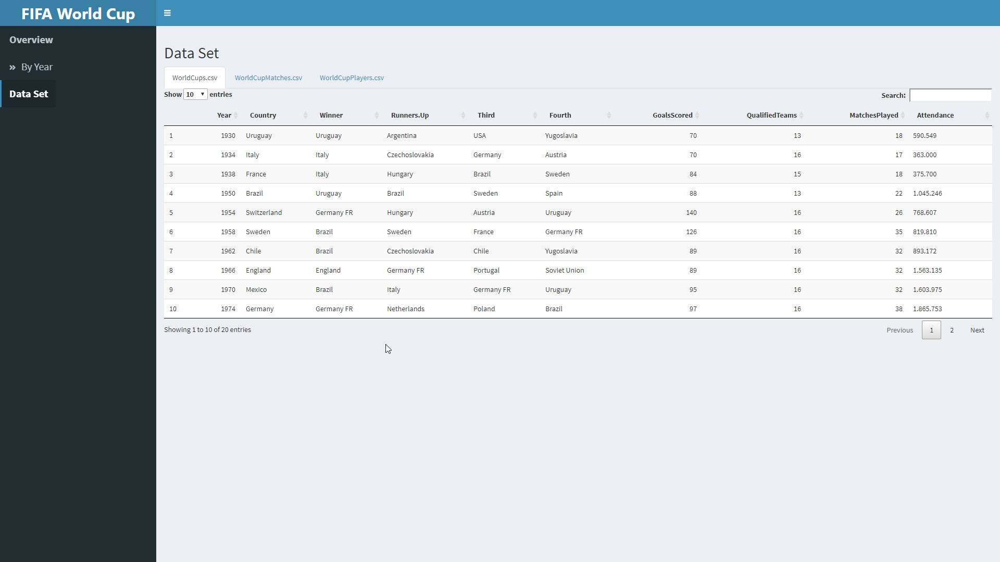 FIFA World Cup
Overview
» By Year
Data Set
Data Set
WorldCups.csv WorldCupMatches.csv WorldCupPlayers.csv
Show 10 entries Search:
Year Country Winner Runners.Up Third Fourth GoalsScored QualifiedTeams MatchesPlayed Attendance
1 1930 Uruguay Uruguay Argentina USA Yugoslavia 70 13 18 590.549
2 1934 Italy Italy Czechoslovakia Germany Austria 70 16 17 363.000
3 1938 France Italy Hungary Brazil Sweden 84 15 18 375.700
4 1950 Brazil Uruguay Brazil Sweden Spain 88 13 22 1.045.246
5 1954 Switzerland Germany FR Hungary Austria Uruguay 140 16 26 768.607
6 1958 Sweden Brazil Sweden France Germany FR 126 16 35 819.810
7 1962 Chile Brazil Czechoslovakia Chile Yugoslavia 89 16 32 893.172
8 1966 England England Germany FR Portugal Soviet Union 89 16 32 1.563.135
9 1970 Mexico Brazil Italy Germany FR Uruguay 95 16 32 1.603.975
10 1974 Germany Germany FR Netherlands Poland Brazil 97 16 38 1.865.753
Showing 1 to 10 of 20 entries Previous 1 2 Next